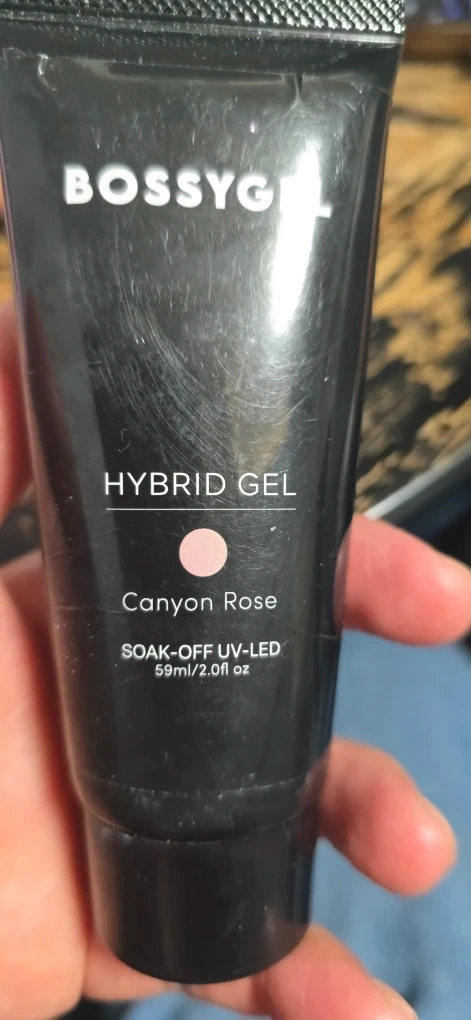 BOSSYGEL
HYBRID GEL
Canyon Rose
SOAK-OFF UV-LED
59ml/2.0fl oz